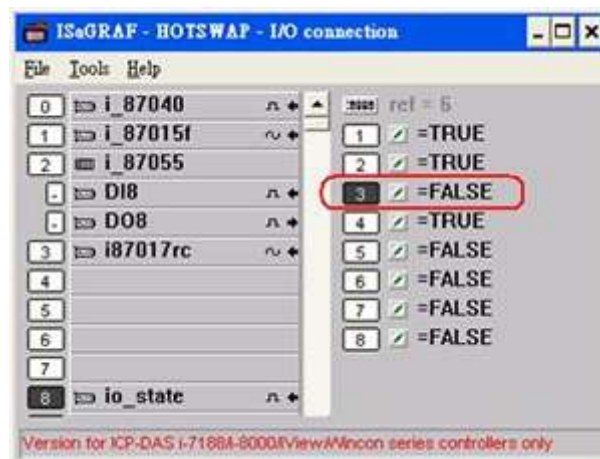 ISaGRAF - HOTSWAP - I/O connection
File Tools Help
0 i_87040
1 i_87015f
2 i_87055
. DI8
. DO8
3 i87017rc
4
5
6
7
8 io_state
ref = 6
1 =TRUE
2 =TRUE
3 =FALSE
4 =TRUE
5 =FALSE
6 =FALSE
7 =FALSE
8 =FALSE
Version for ICP-DAS i-7188/I-8000/iView/Wincon series controllers only